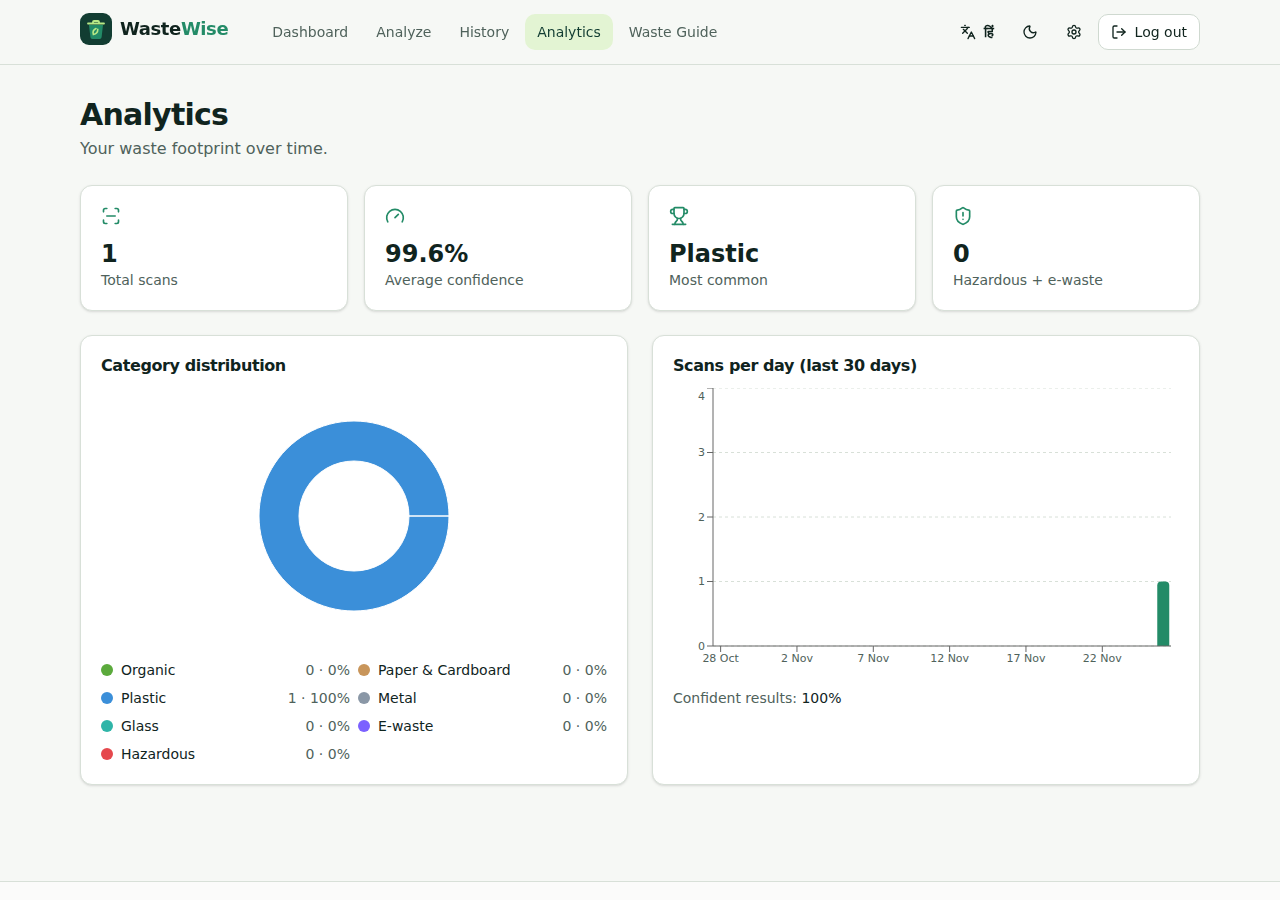 WasteWise
Dashboard
Analyze
History
Analytics
Waste Guide
हिं
Log out
Analytics
Your waste footprint over time.
1
Total scans
99.6%
Average confidence
Plastic
Most common
0
Hazardous + e-waste
Category distribution
Organic 0 · 0%
Paper & Cardboard 0 · 0%
Plastic 1 · 100%
Metal 0 · 0%
Glass 0 · 0%
E-waste 0 · 0%
Hazardous 0 · 0%
Scans per day (last 30 days)
4
3
2
1
0
28 Oct 2 Nov 7 Nov 12 Nov 17 Nov 22 Nov
Confident results: 100%